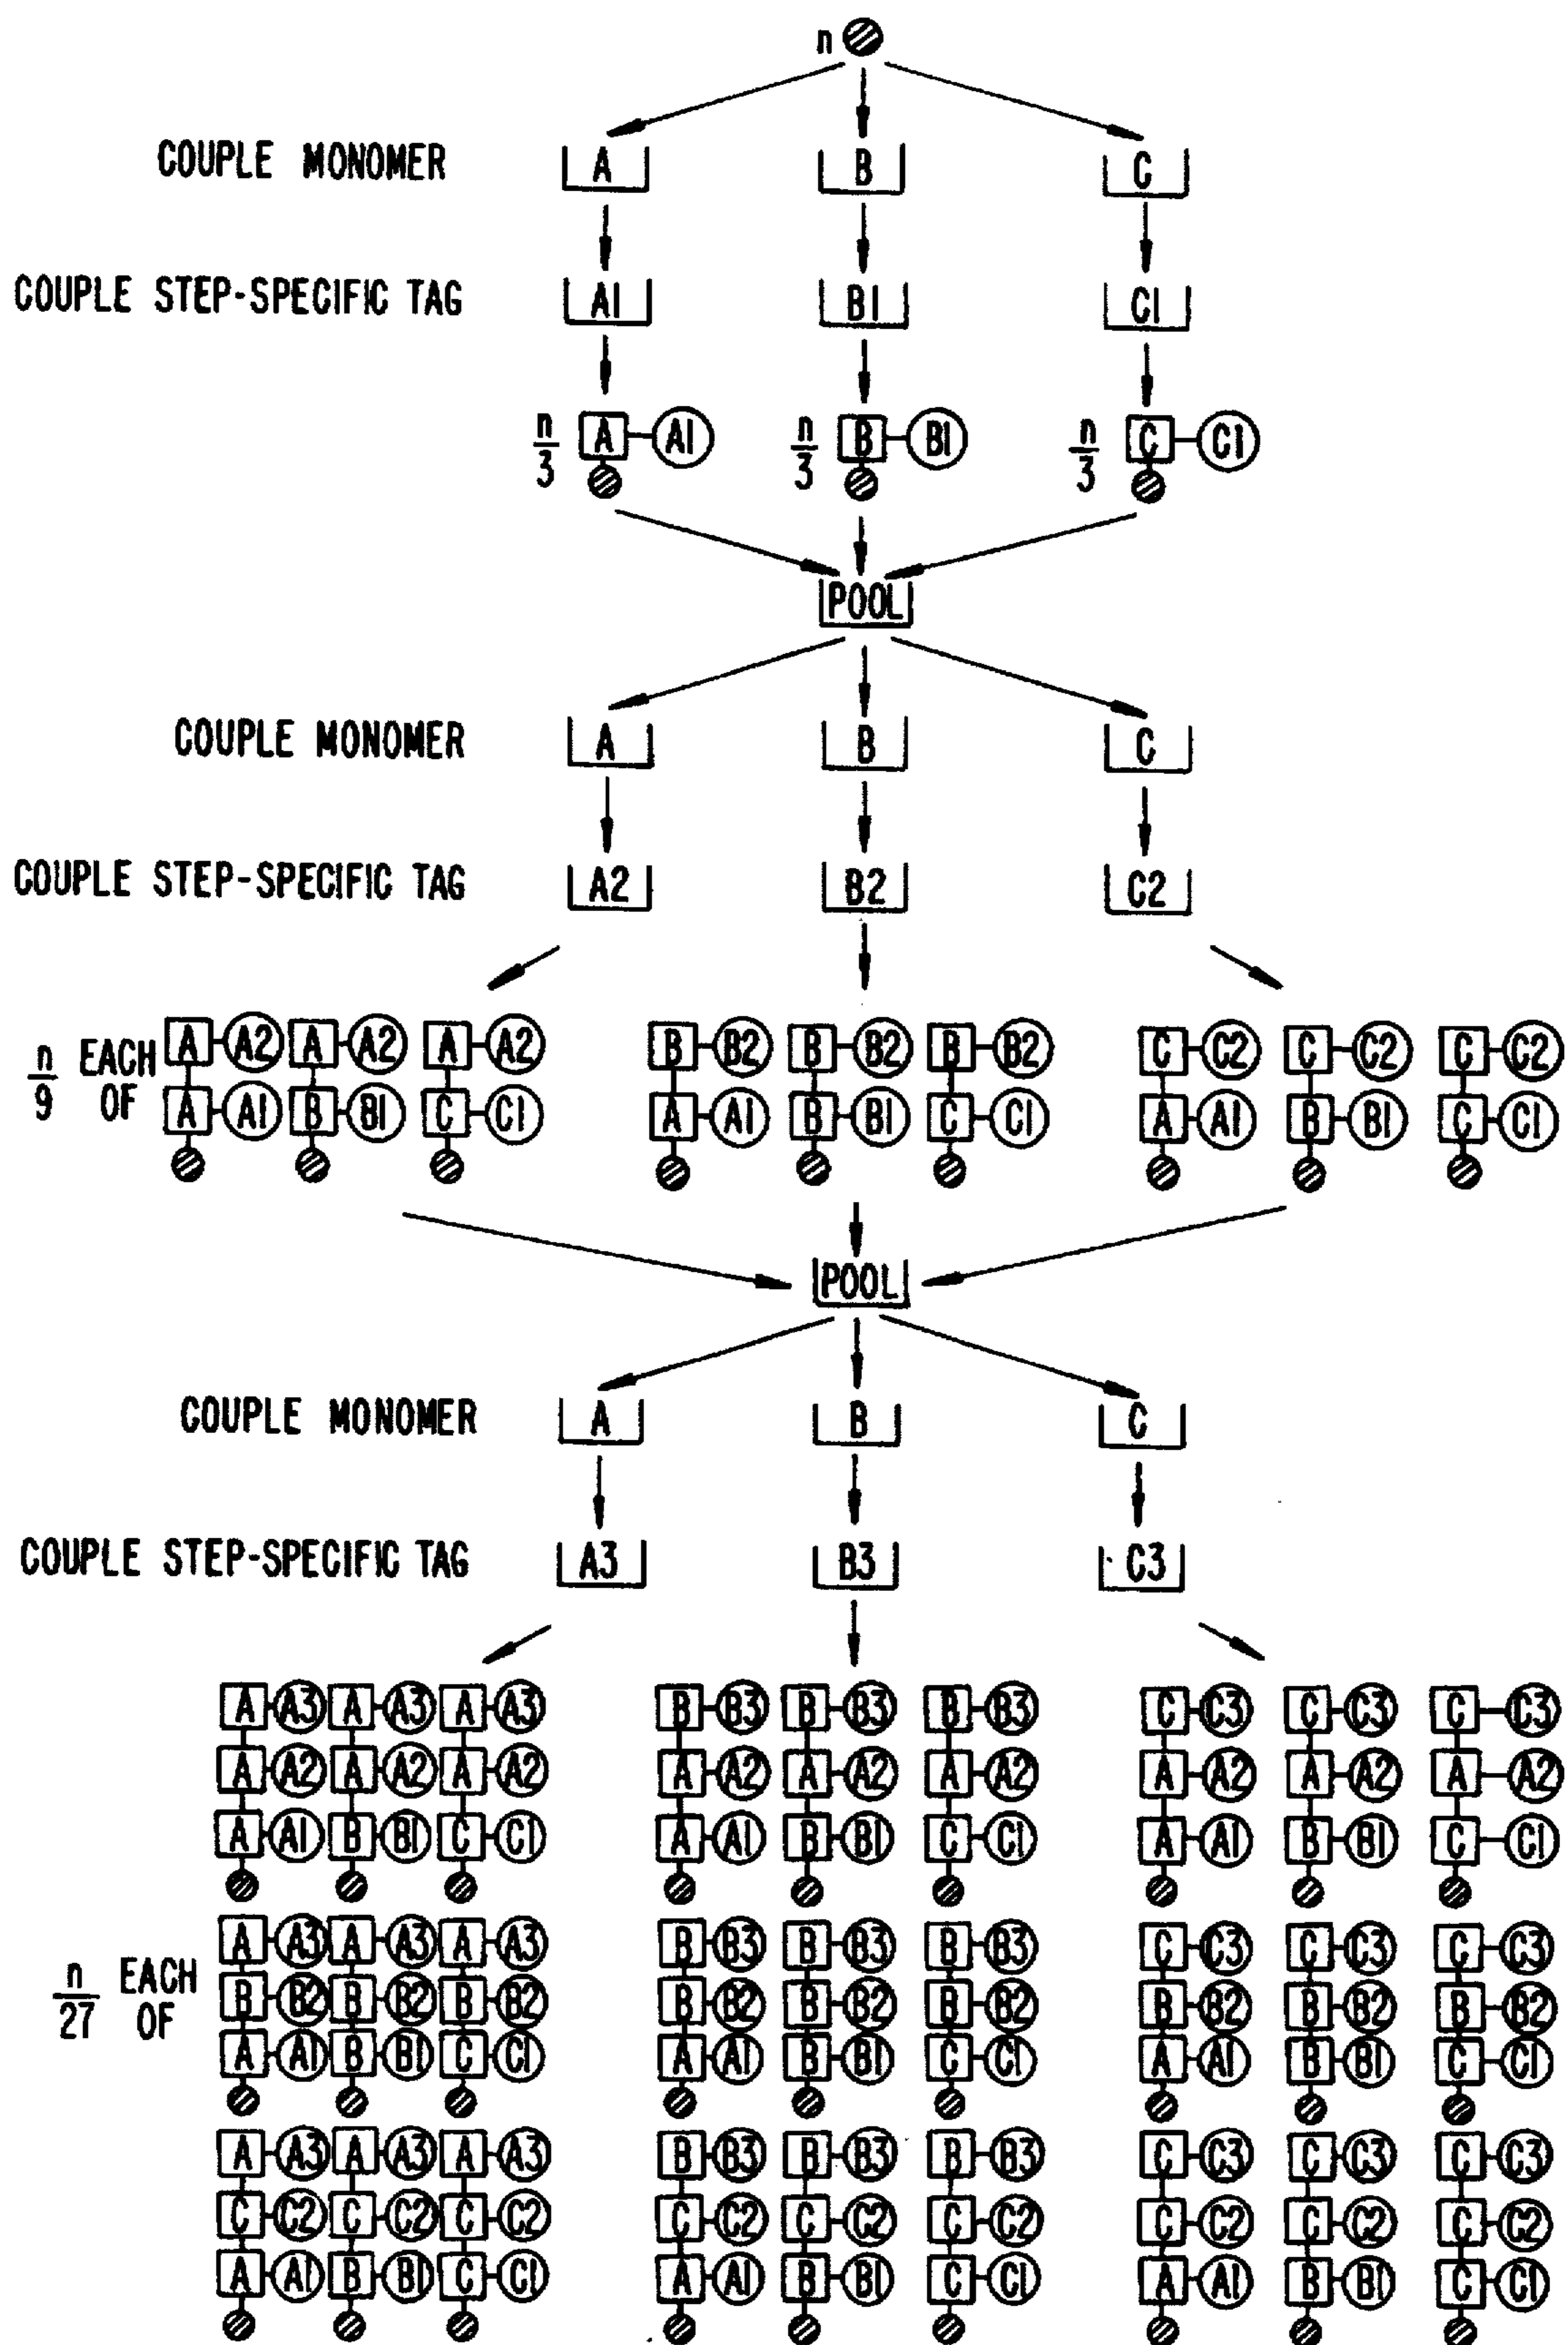 n
COUPLE MONOMER A B C
COUPLE STEP-SPECIFIC TAG A1 B1 C1
n/3 A A1 n/3 B B1 n/3 C C1
POOL
COUPLE MONOMER A B C
COUPLE STEP-SPECIFIC TAG A2 B2 C2
n/9 EACH OF
A A2 A A2 A A2 B B2 B B2 B B2 C C2 C C2 C C2
A A1 B B1 C C1 A A1 B B1 C C1 A A1 B B1 C C1
POOL
COUPLE MONOMER A B C
COUPLE STEP-SPECIFIC TAG A3 B3 C3
A A3 A A3 A A3 B B3 B B3 B B3 C C3 C C3 C C3
A A2 A A2 A A2 A A2 A A2 A A2 A A2 A A2 A A2
A A1 B B1 C C1 A A1 B B1 C C1 A A1 B B1 C C1
n/27 EACH OF
A A3 A A3 A A3 B B3 B B3 B B3 C C3 C C3 C C3
B B2 B B2 B B2 B B2 B B2 B B2 B B2 B B2 B B2
A A1 B B1 C C1 A A1 B B1 C C1 A A1 B B1 C C1
A A3 A A3 A A3 B B3 B B3 B B3 C C3 C C3 C C3
C C2 C C2 C C2 C C2 C C2 C C2 C C2 C C2 C C2
A A1 B B1 C C1 A A1 B B1 C C1 A A1 B B1 C C1